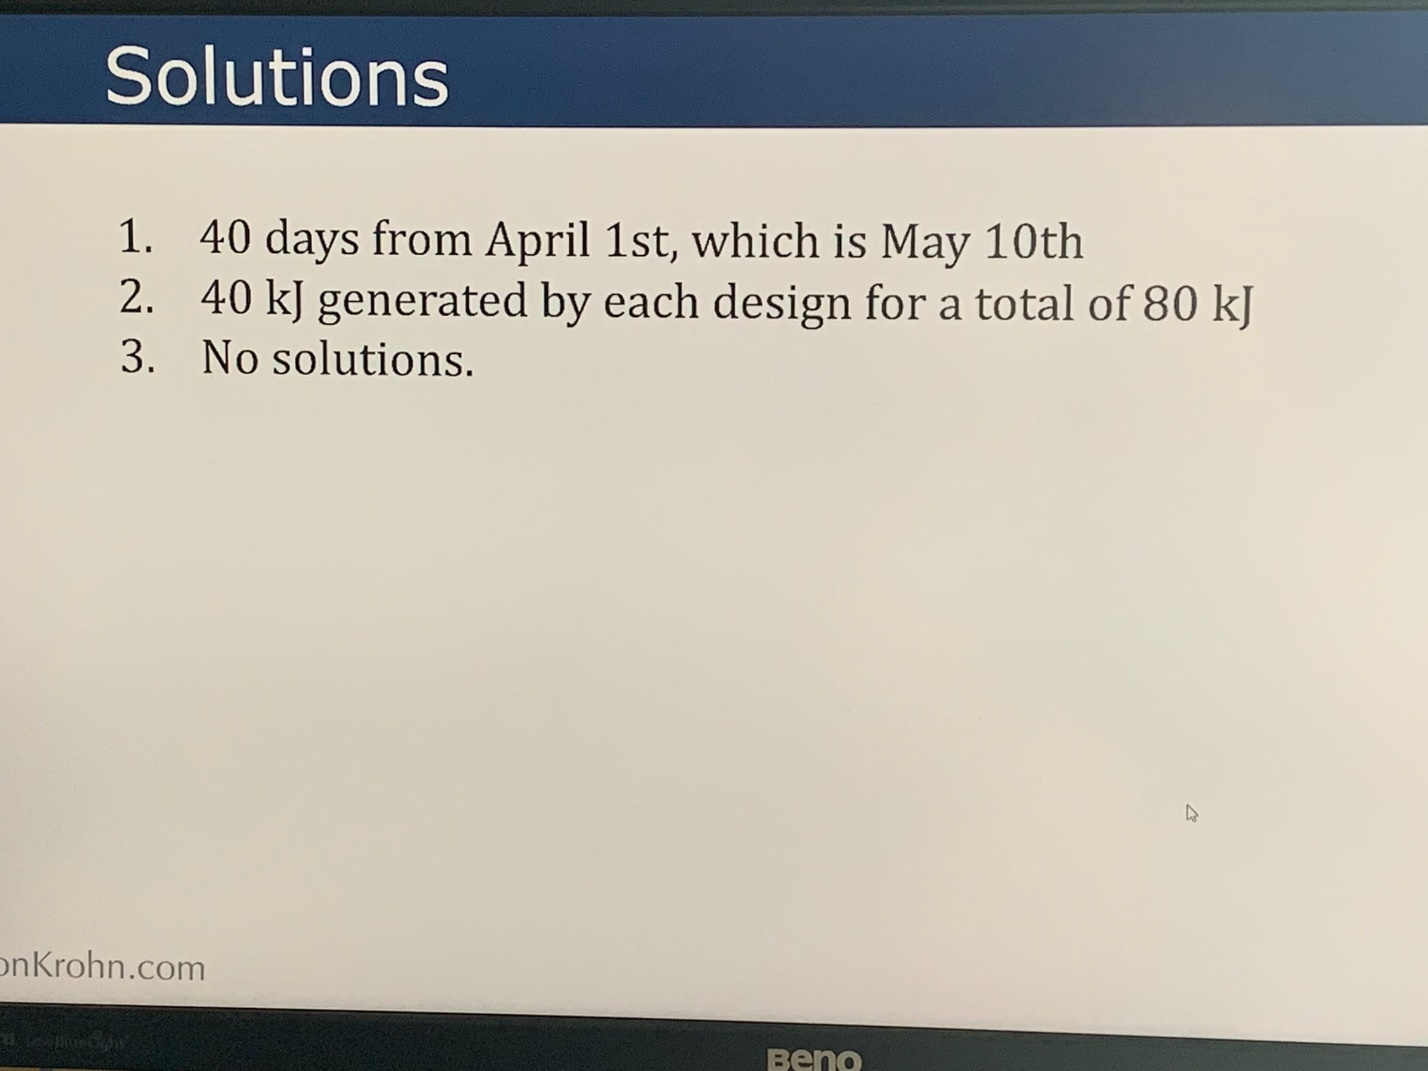 Solutions
1. 40 days from April 1st, which is May 10th
2. 40 kJ generated by each design for a total of 80 kJ
3. No solutions.
onKrohn.com
BenQ